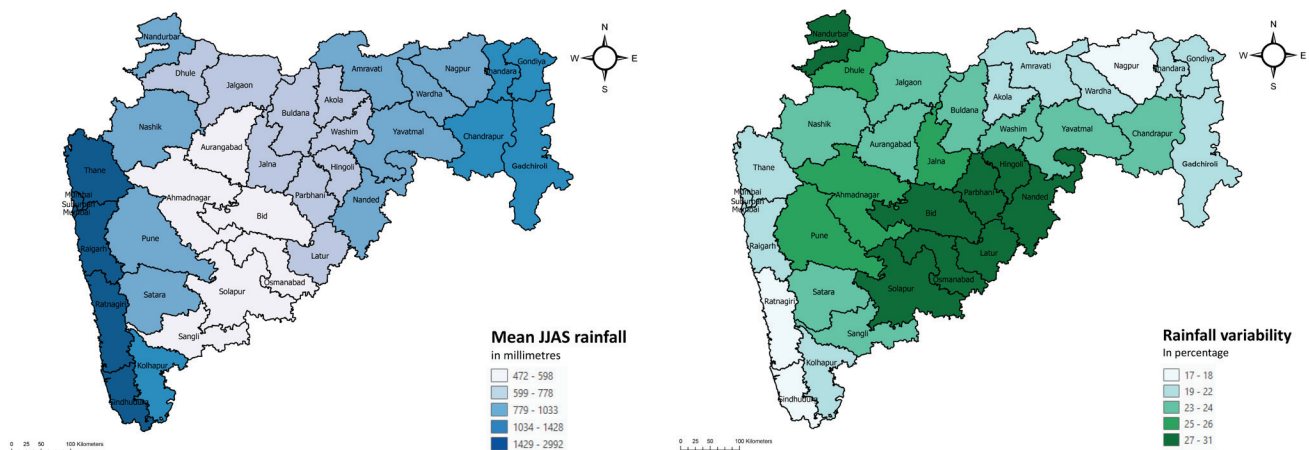 N
W
E
S
Nandurbar
Dhule
Jalgaon
Nashik
Buldana
Akola
Amravati
Nagpur
Wardha
Bhandara
Gondiya
Washim
Yavatmal
Chandrapur
Gadchiroli
Aurangabad
Jalna
Hingoli
Parbhani
Nanded
Thane
Mumbai
Suburban
Mumbai
Ahmadnagar
Bid
Raigarh
Pune
Latur
Osmanabad
Solapur
Ratnagiri
Satara
Sangli
Kolhapur
Sindhudurg
Mean JJAS rainfall
in millimetres
472 - 598
599 - 778
779 - 1033
1034 - 1428
1429 - 2992
0 25 50 100 Kilometers
N
W
E
S
Nandurbar
Dhule
Jalgaon
Nashik
Buldana
Akola
Amravati
Nagpur
Wardha
Bhandara
Gondiya
Washim
Yavatmal
Chandrapur
Gadchiroli
Aurangabad
Jalna
Hingoli
Parbhani
Nanded
Thane
Mumbai
Suburban
Mumbai
Ahmadnagar
Bid
Raigarh
Pune
Latur
Osmanabad
Solapur
Ratnagiri
Satara
Sangli
Kolhapur
Sindhudurg
Rainfall variability
In percentage
17 - 18
19 - 22
23 - 24
25 - 26
27 - 31
0 25 50 100 Kilometers